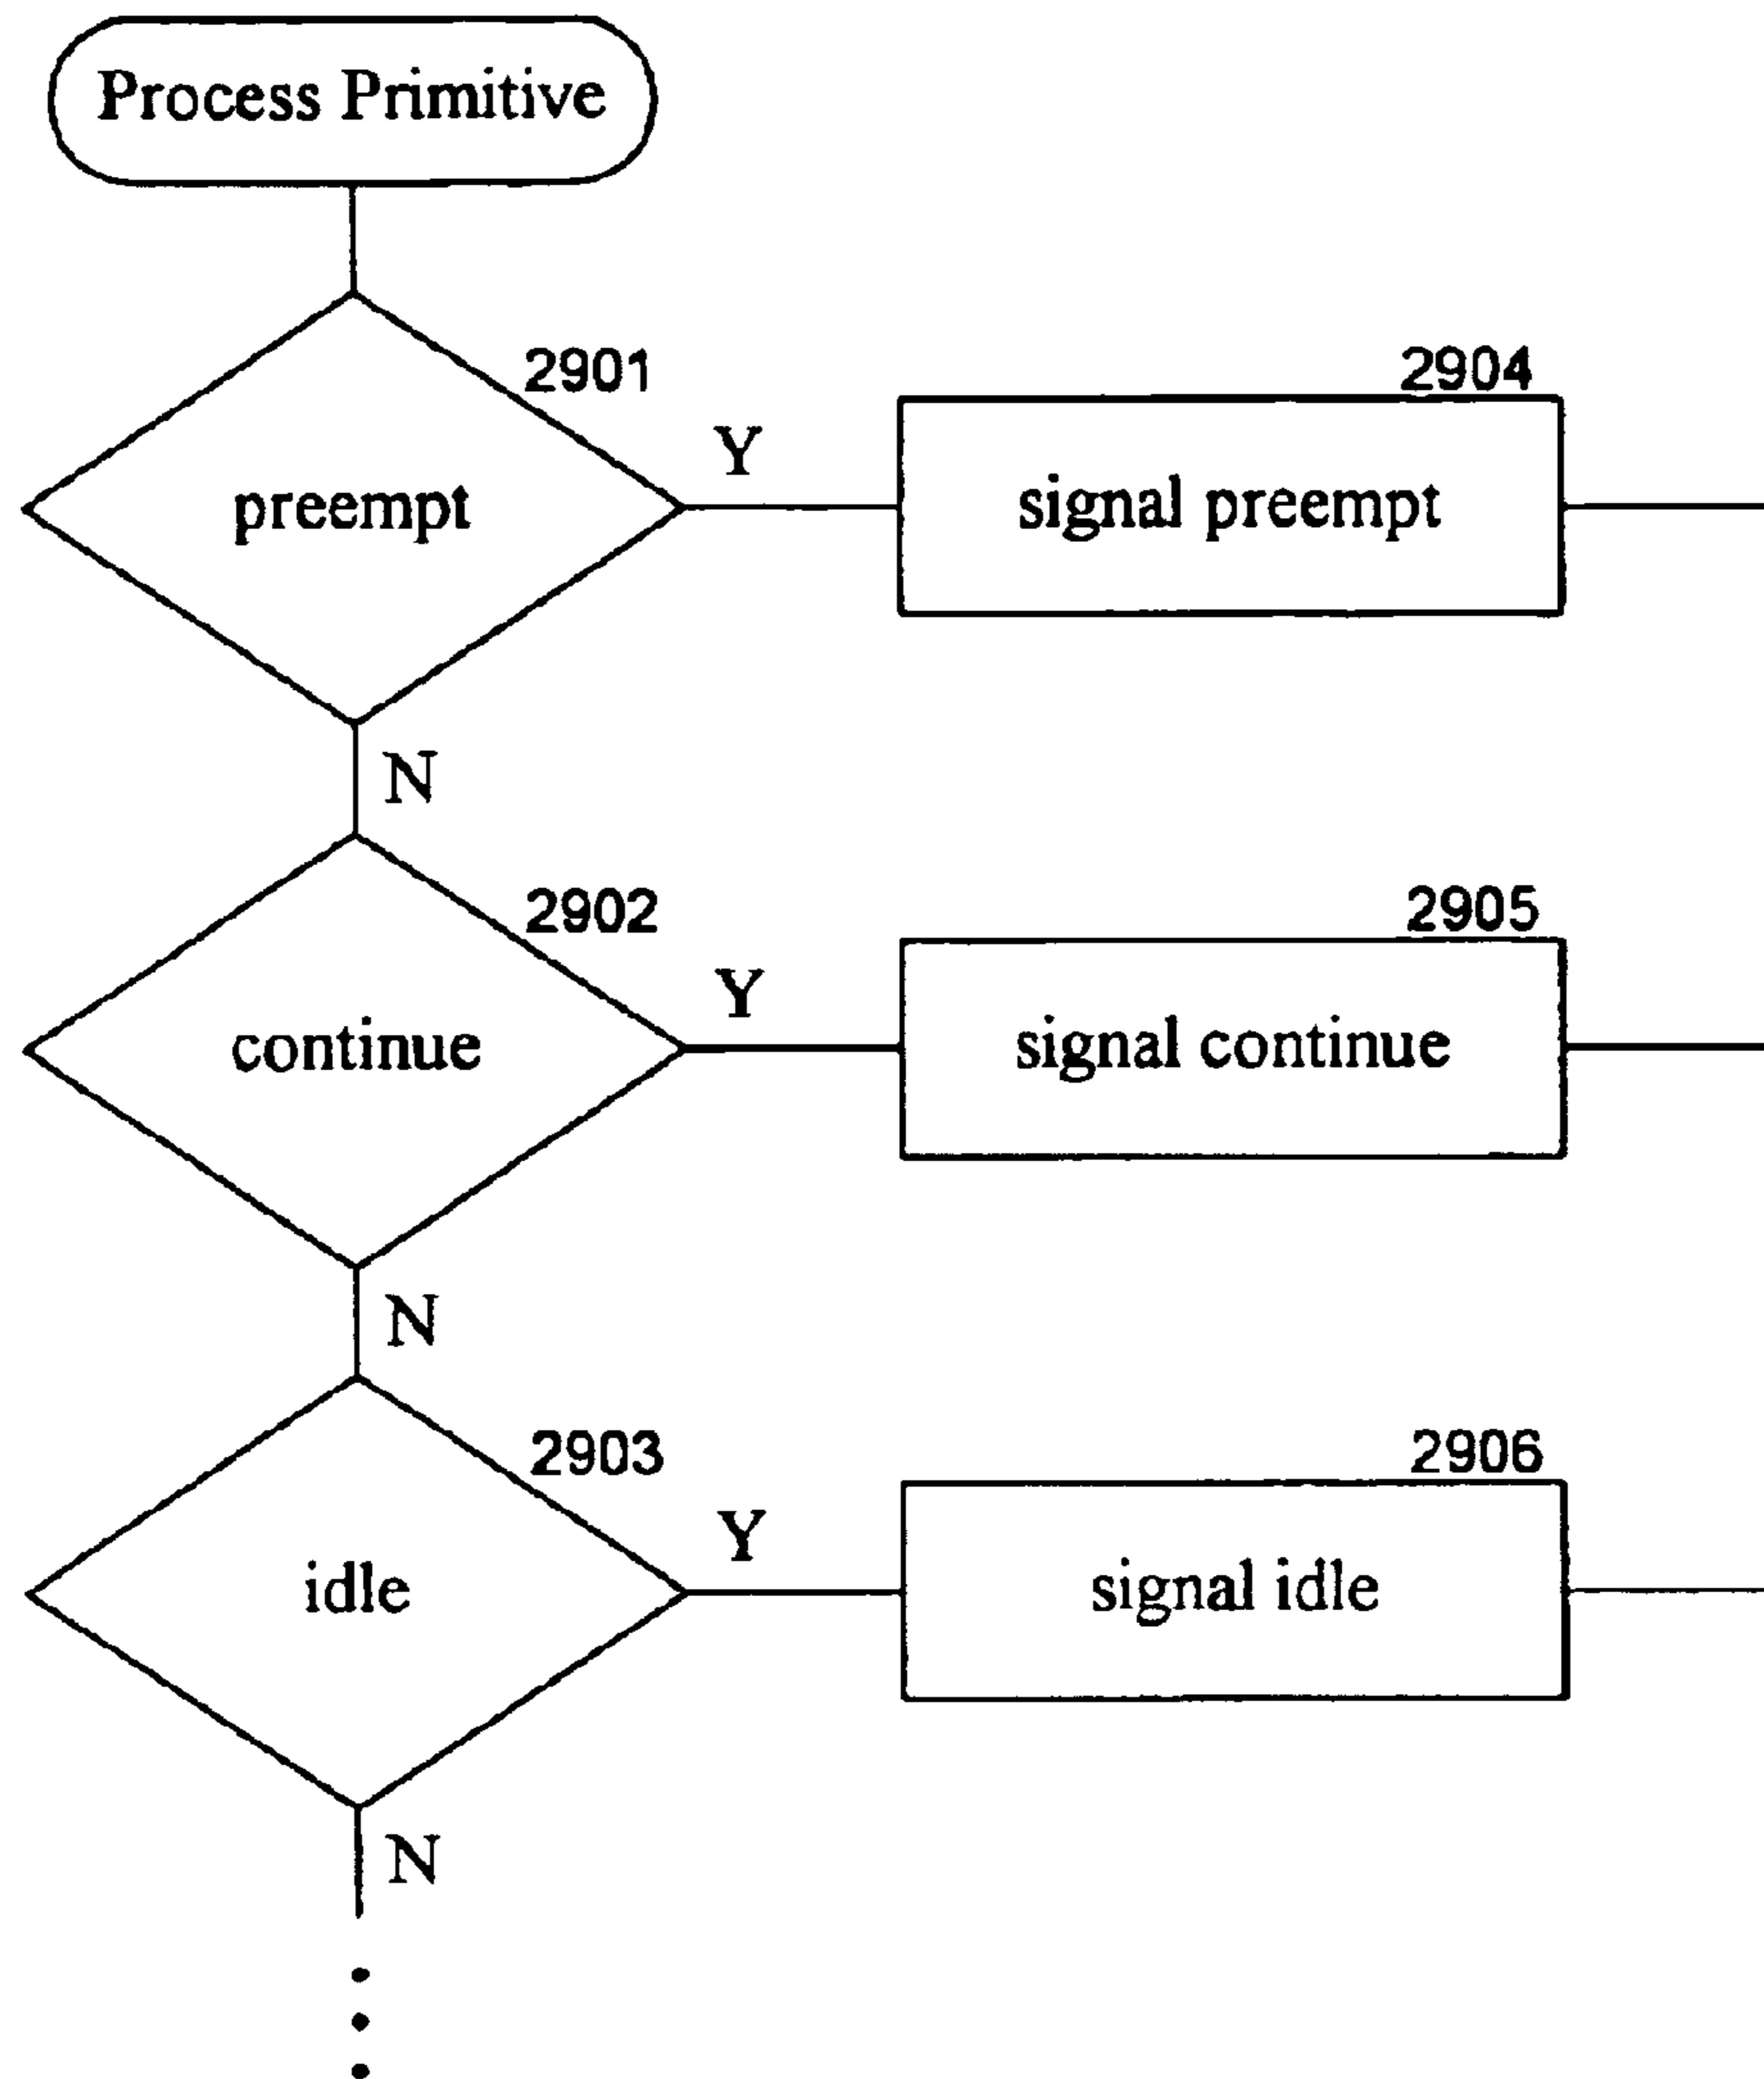 Process Primitive
2901
2904
Y
preempt
signal preempt
N
2902
2905
Y
continue
signal continue
N
2903
2906
Y
idle
signal idle
N